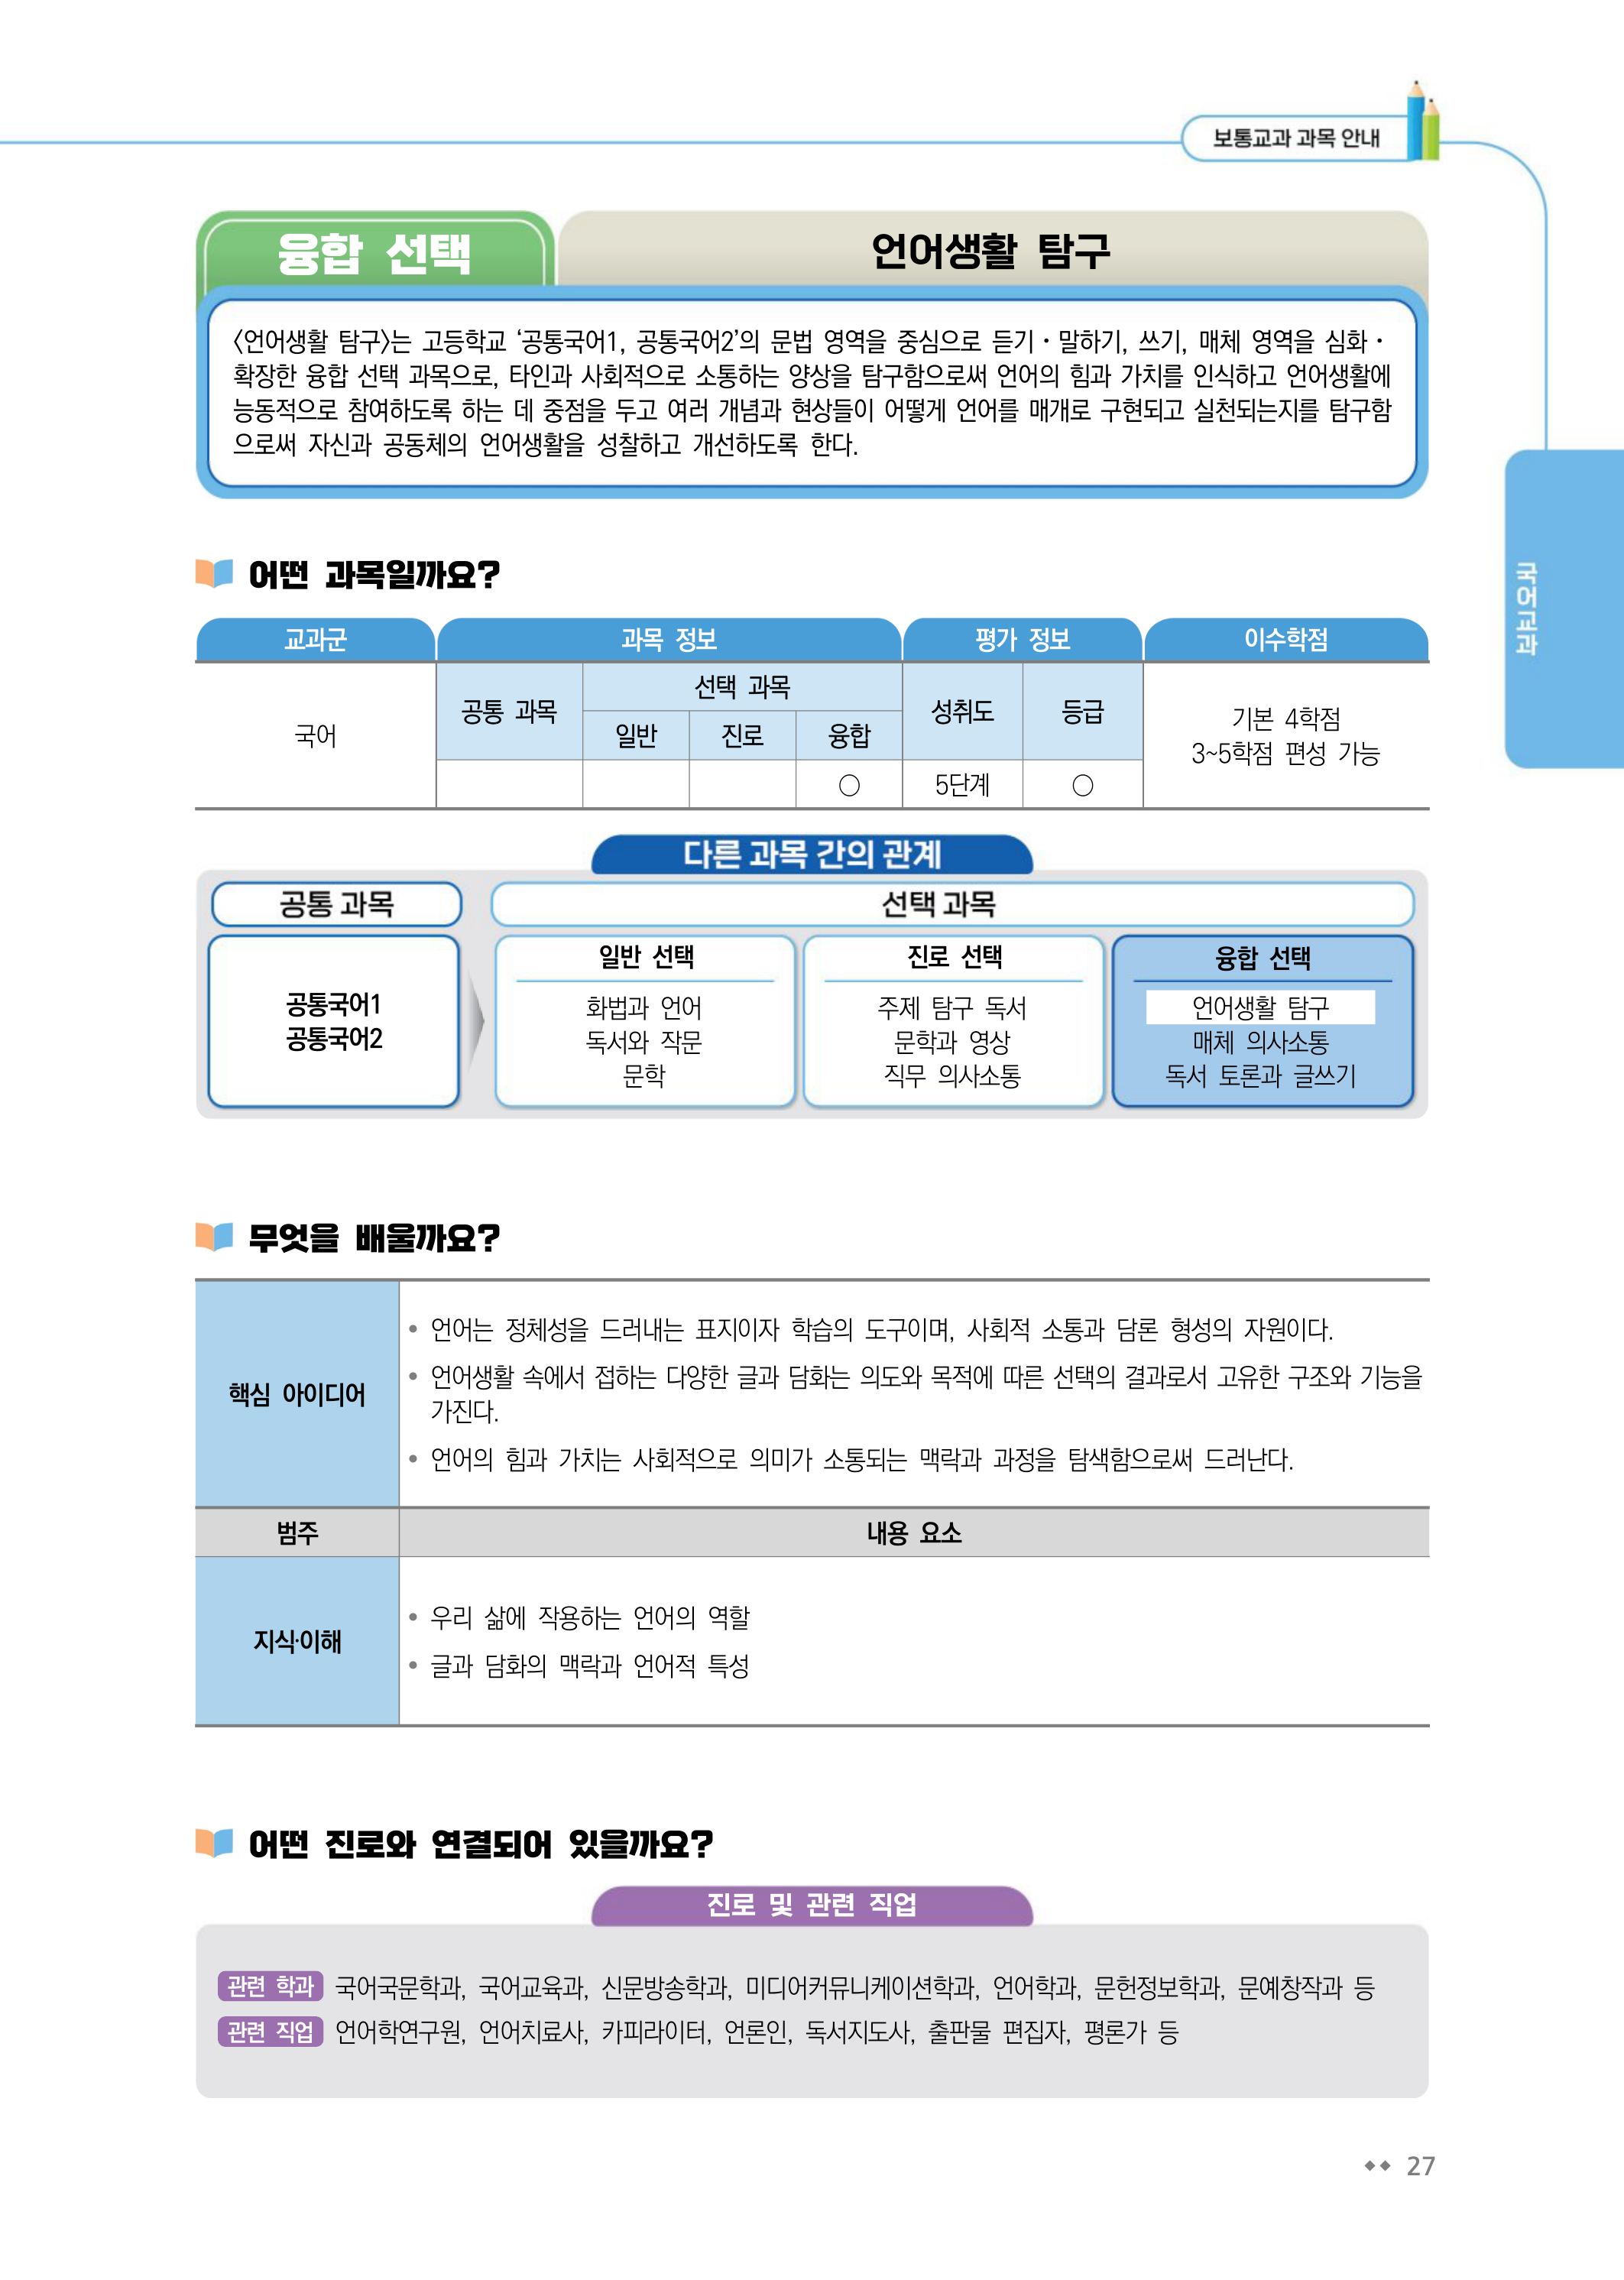 보통교과 과목 안내
융합 선택
언어생활 탐구
〈언어생활 탐구〉는 고등학교 ‘공통국어1, 공통국어2’의 문법 영역을 중심으로 듣기・말하기, 쓰기, 매체 영역을 심화・
확장한 융합 선택 과목으로, 타인과 사회적으로 소통하는 양상을 탐구함으로써 언어의 힘과 가치를 인식하고 언어생활에
능동적으로 참여하도록 하는 데 중점을 두고 여러 개념과 현상들이 어떻게 언어를 매개로 구현되고 실천되는지를 탐구함
으로써 자신과 공동체의 언어생활을 성찰하고 개선하도록 한다.
국어교과
어떤 과목일까요?
교과군 과목 정보 평가 정보 이수학점
국어
공통 과목
선택 과목
일반 진로 융합
성취도 등급
○ 5단계 ○
기본 4학점
3~5학점 편성 가능
다른 과목 간의 관계
공통 과목
선택 과목
공통국어1
공통국어2
일반 선택
화법과 언어
독서와 작문
문학
진로 선택
주제 탐구 독서
문학과 영상
직무 의사소통
융합 선택
언어생활 탐구
매체 의사소통
독서 토론과 글쓰기
무엇을 배울까요?
핵심 아이디어
• 언어는 정체성을 드러내는 표지이자 학습의 도구이며, 사회적 소통과 담론 형성의 자원이다.
• 언어생활 속에서 접하는 다양한 글과 담화는 의도와 목적에 따른 선택의 결과로서 고유한 구조와 기능을
가진다.
• 언어의 힘과 가치는 사회적으로 의미가 소통되는 맥락과 과정을 탐색함으로써 드러난다.
범주 내용 요소
지식·이해
• 우리 삶에 작용하는 언어의 역할
• 글과 담화의 맥락과 언어적 특성
어떤 진로와 연결되어 있을까요?
진로 및 관련 직업
관련 학과 국어국문학과, 국어교육과, 신문방송학과, 미디어커뮤니케이션학과, 언어학과, 문헌정보학과, 문예창작과 등
관련 직업 언어학연구원, 언어치료사, 카피라이터, 언론인, 독서지도사, 출판물 편집자, 평론가 등
◆◆ 27